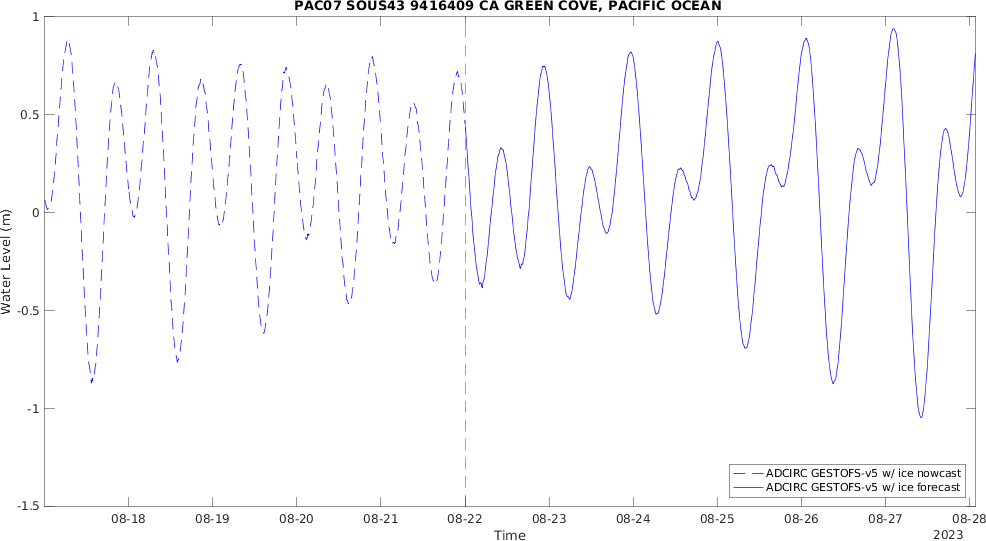 PAC07 SOUS43 9416409 CA GREEN COVE, PACIFIC OCEAN
1
0.5
0
-0.5
-1
-1.5
Water Level (m)
ADCIRC GESTOFS-v5 w/ ice nowcast
ADCIRC GESTOFS-v5 w/ ice forecast
08-18 08-19 08-20 08-21 08-22 08-23 08-24 08-25 08-26 08-27 08-28
Time
2023